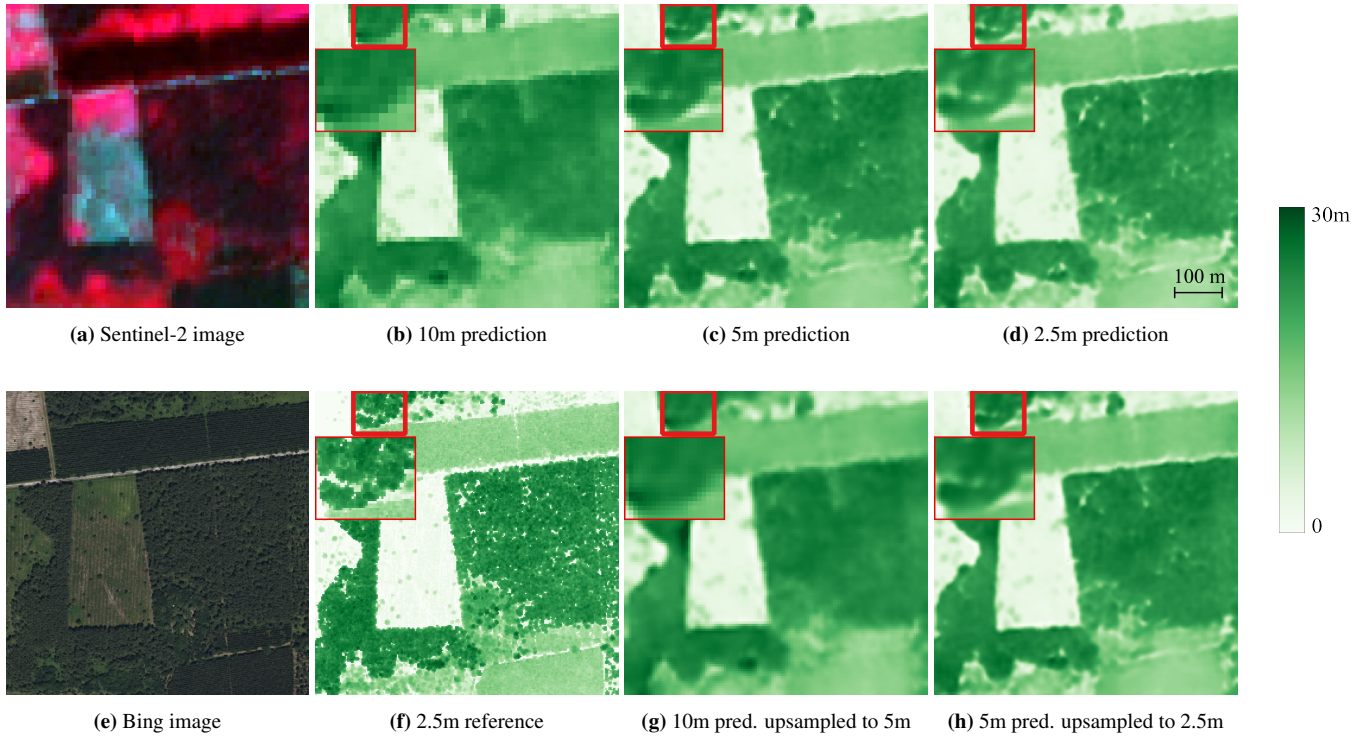 (a) Sentinel-2 image
(b) 10m prediction
(c) 5m prediction
100 m
(d) 2.5m prediction
30m
0
(e) Bing image
(f) 2.5m reference
(g) 10m pred. upsampled to 5m
(h) 5m pred. upsampled to 2.5m